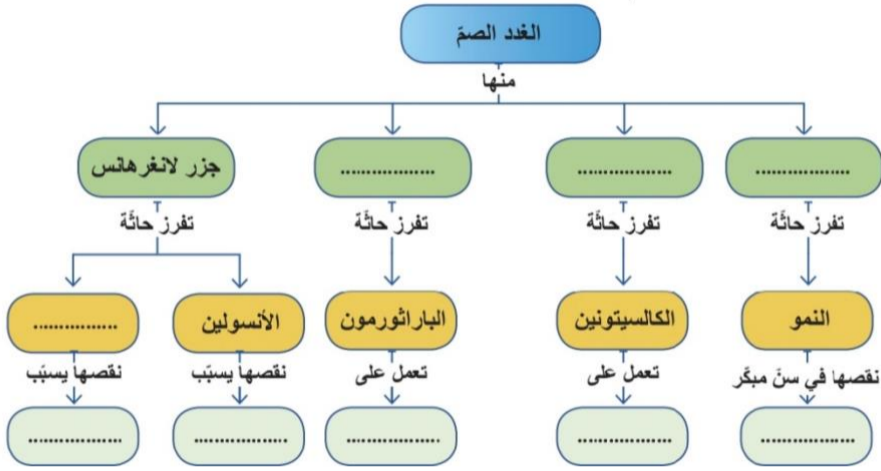 الغدد الصمّ
منها
.................. .................. .................. جزر لانغرهانس
تفرز حاثّة تفرز حاثّة تفرز حاثّة تفرز حاثّة
النمو الكالسيتونين الباراثورمون الأنسولين ................
نقصها في سنّ مبكّر تعمل على تعمل على نقصها يسبّب نقصها يسبّب
.................. .................. .................. .................. ..................